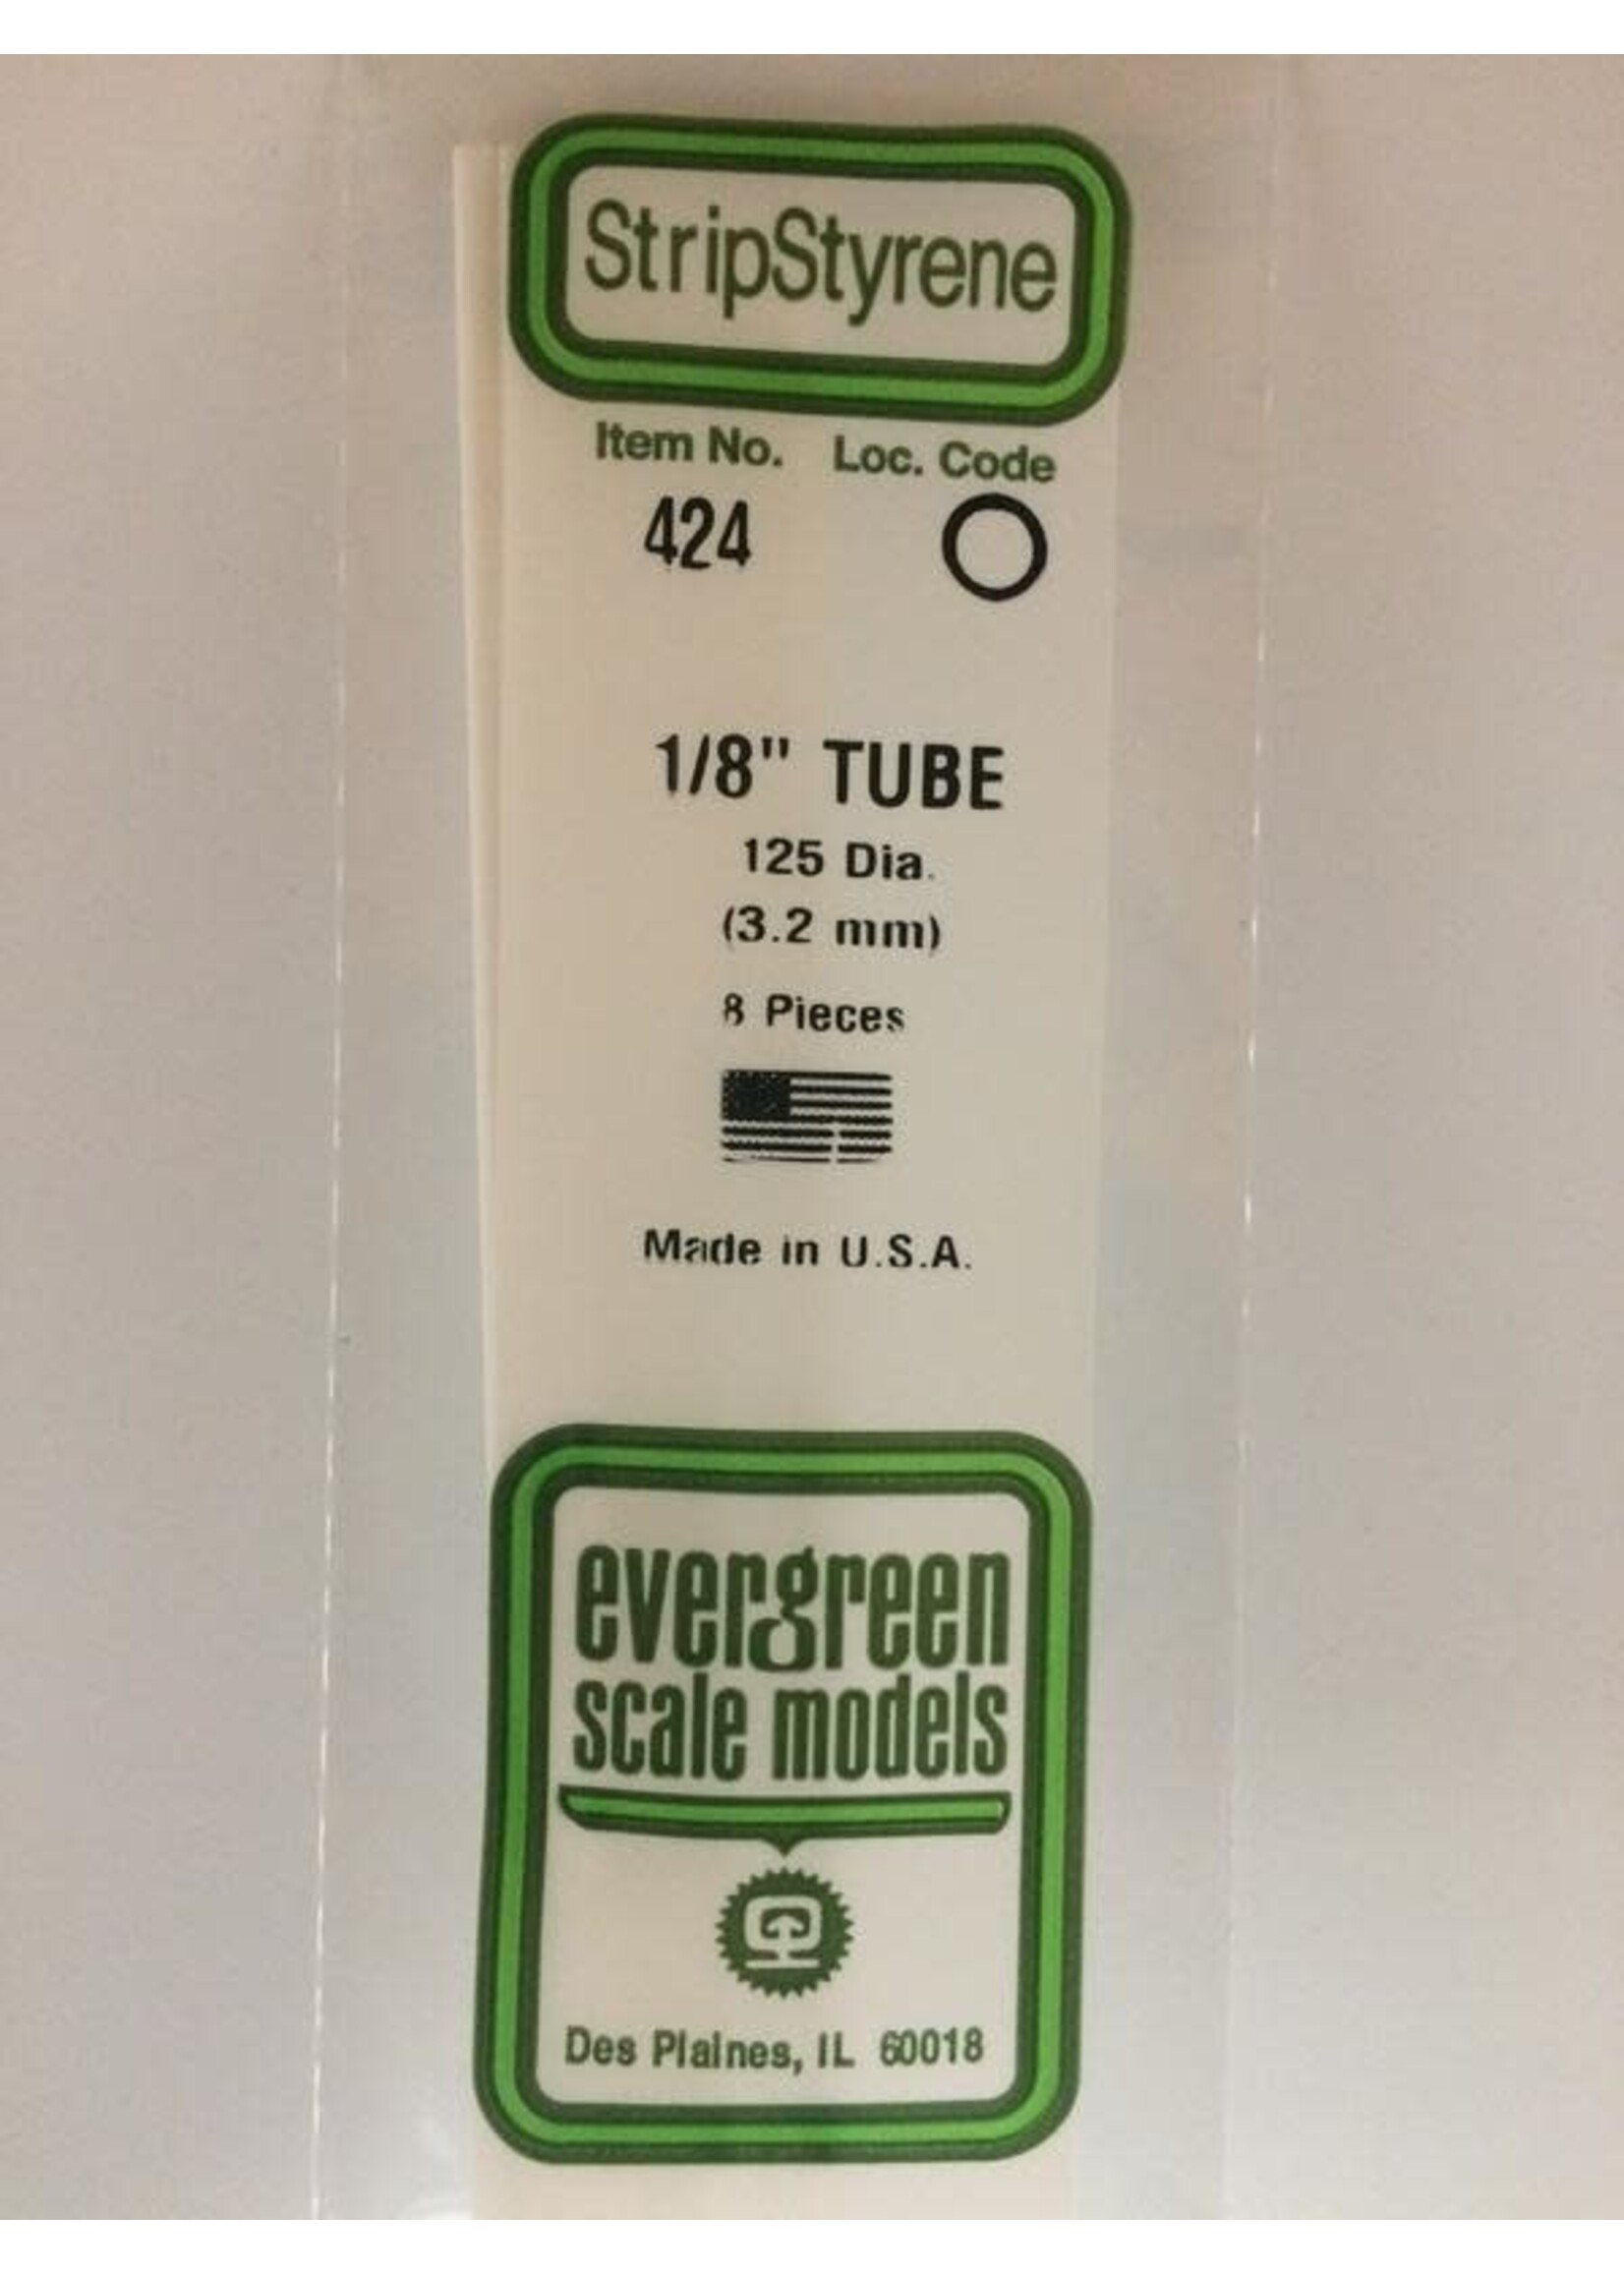 StripStyrene
Item No. Loc. Code
424
1/8" TUBE
125 Dia.
(3.2 mm)
8 Pieces
Made in U.S.A.
evergreen
scale models
Des Plaines, IL 60018